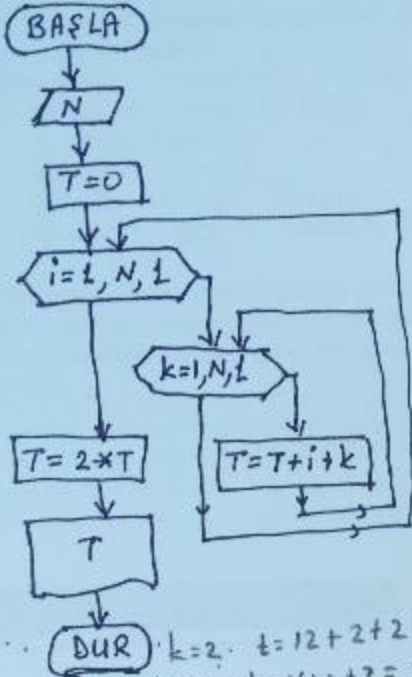 BAŞLA
N
T=0
i=1, N, 1
k=1,N,1
T=T+i+k
T=2*T
T
DUR
k=2. t=12+2+2